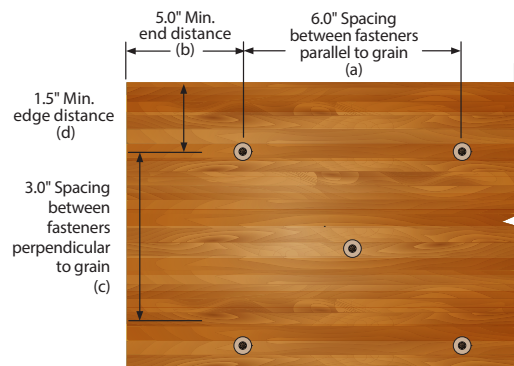 5.0" Min.
end distance
(b)
6.0" Spacing
between fasteners
parallel to grain
(a)
1.5" Min.
edge distance
(d)
3.0" Spacing
between
fasteners
perpendicular
to grain
(c)